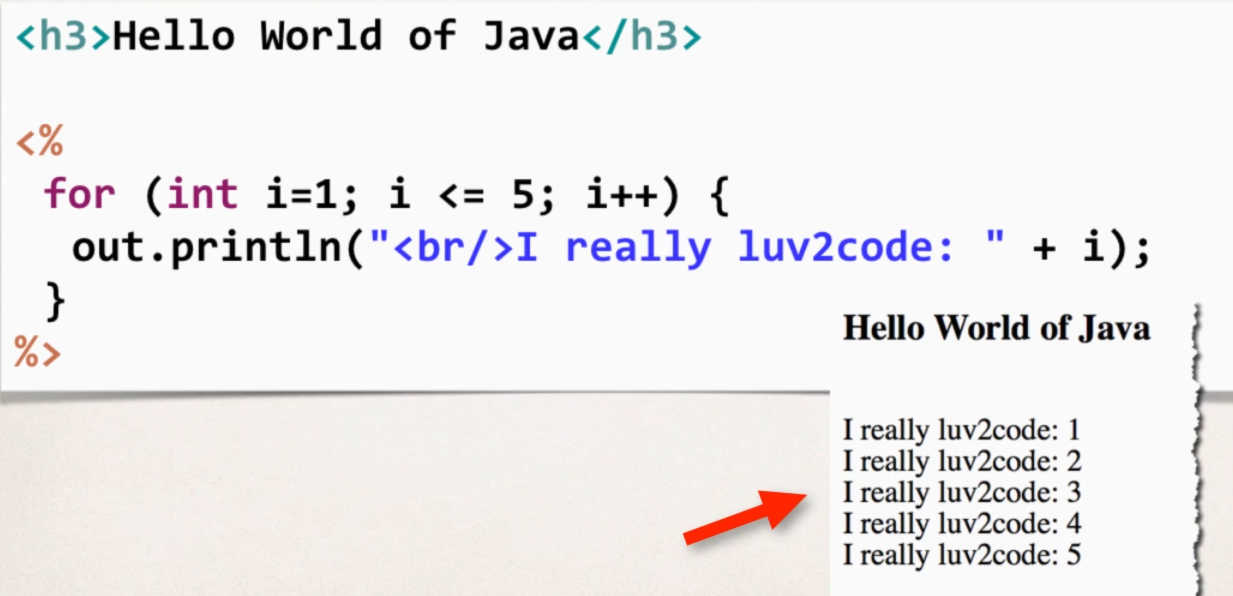 <h3>Hello World of Java</h3>
<%
for (int i=1; i <= 5; i++) {
out.println("<br/>I really luv2code: " + i);
}
%>
Hello World of Java
I really luv2code: 1
I really luv2code: 2
I really luv2code: 3
I really luv2code: 4
I really luv2code: 5